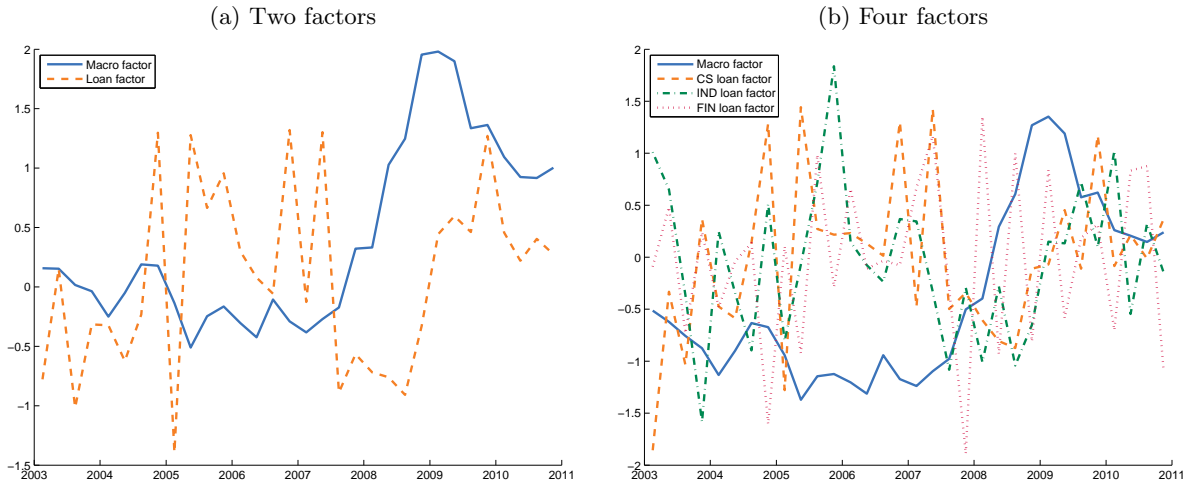 (a) Two factors
2
1.5
1
0.5
0
−0.5
−1
−1.5
2003 2004 2005 2006 2007 2008 2009 2010 2011
Macro factor
Loan factor
(b) Four factors
2
1.5
1
0.5
0
−0.5
−1
−1.5
−2
2003 2004 2005 2006 2007 2008 2009 2010 2011
Macro factor
CS loan factor
IND loan factor
FIN loan factor